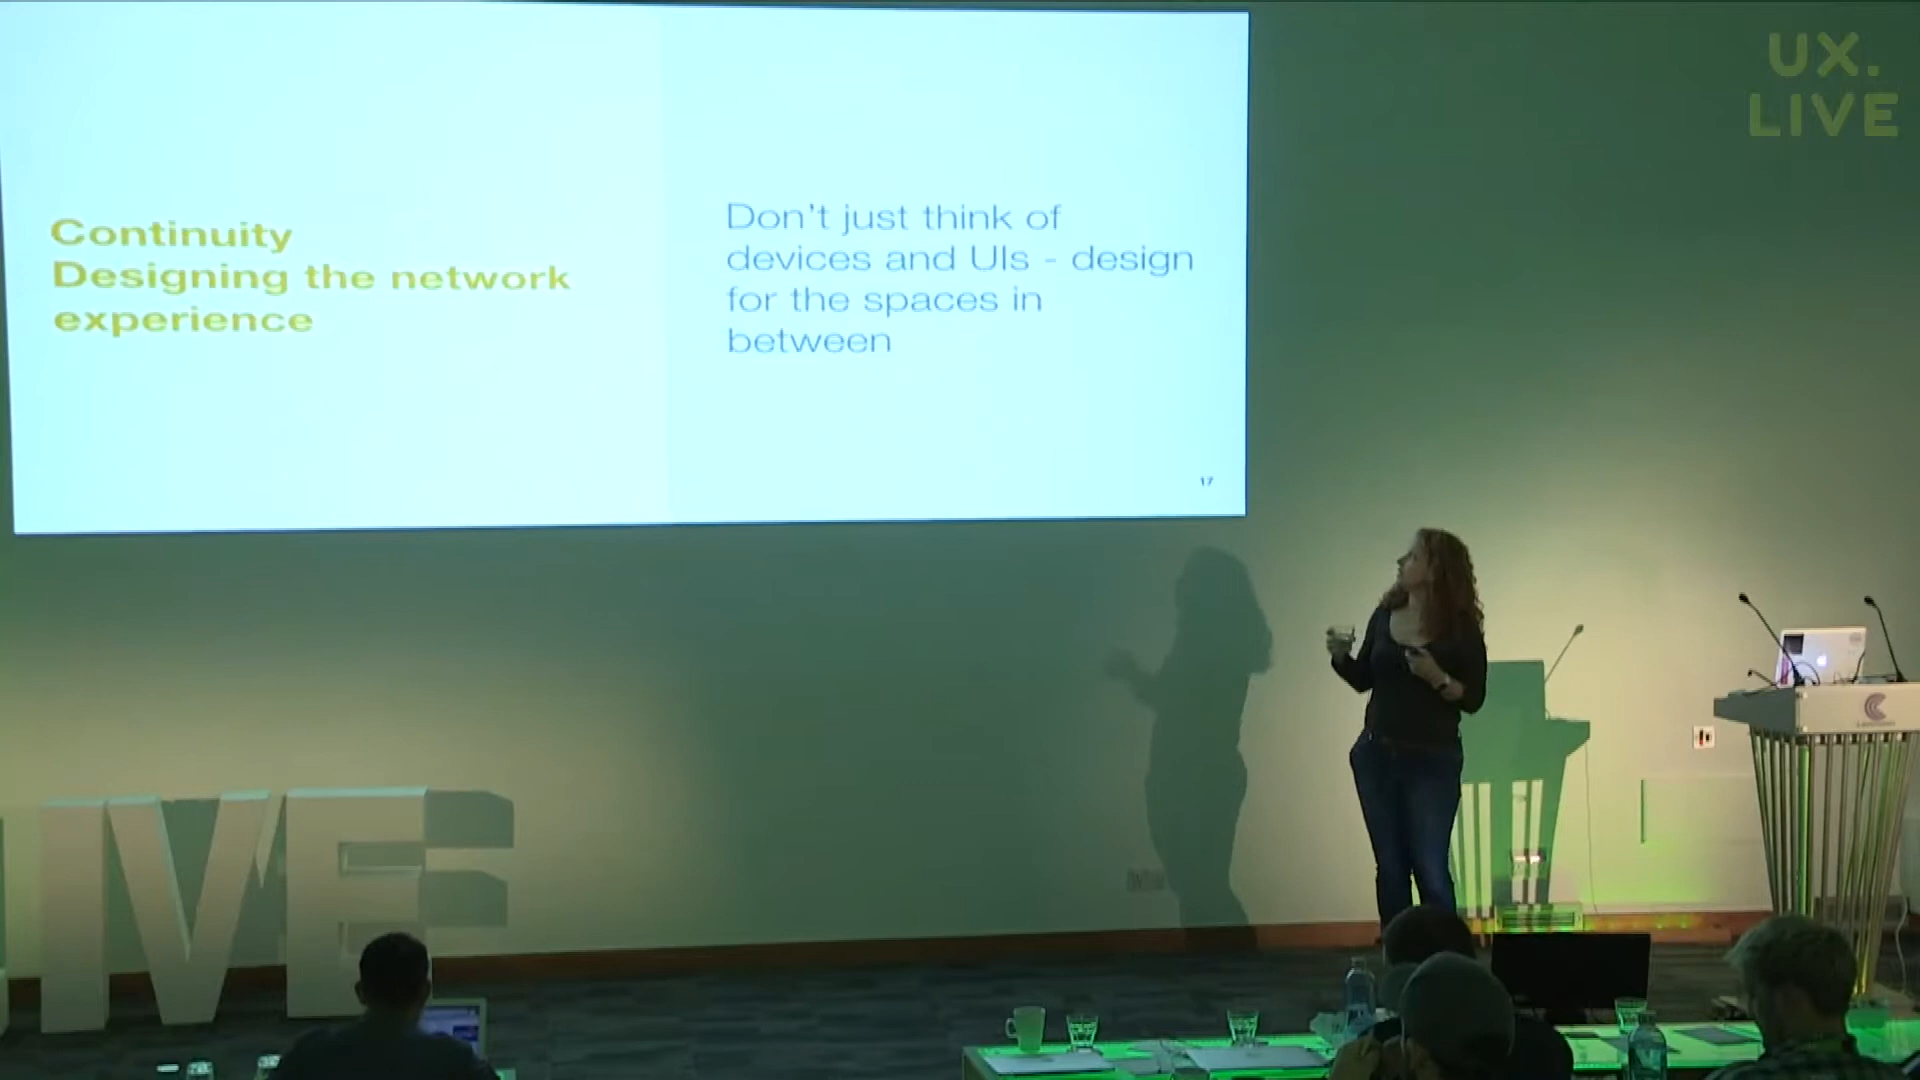 Continuity
Designing the network
experience
Don't just think of
devices and UIs - design
for the spaces in
between
17
UX.
LIVE
IVE